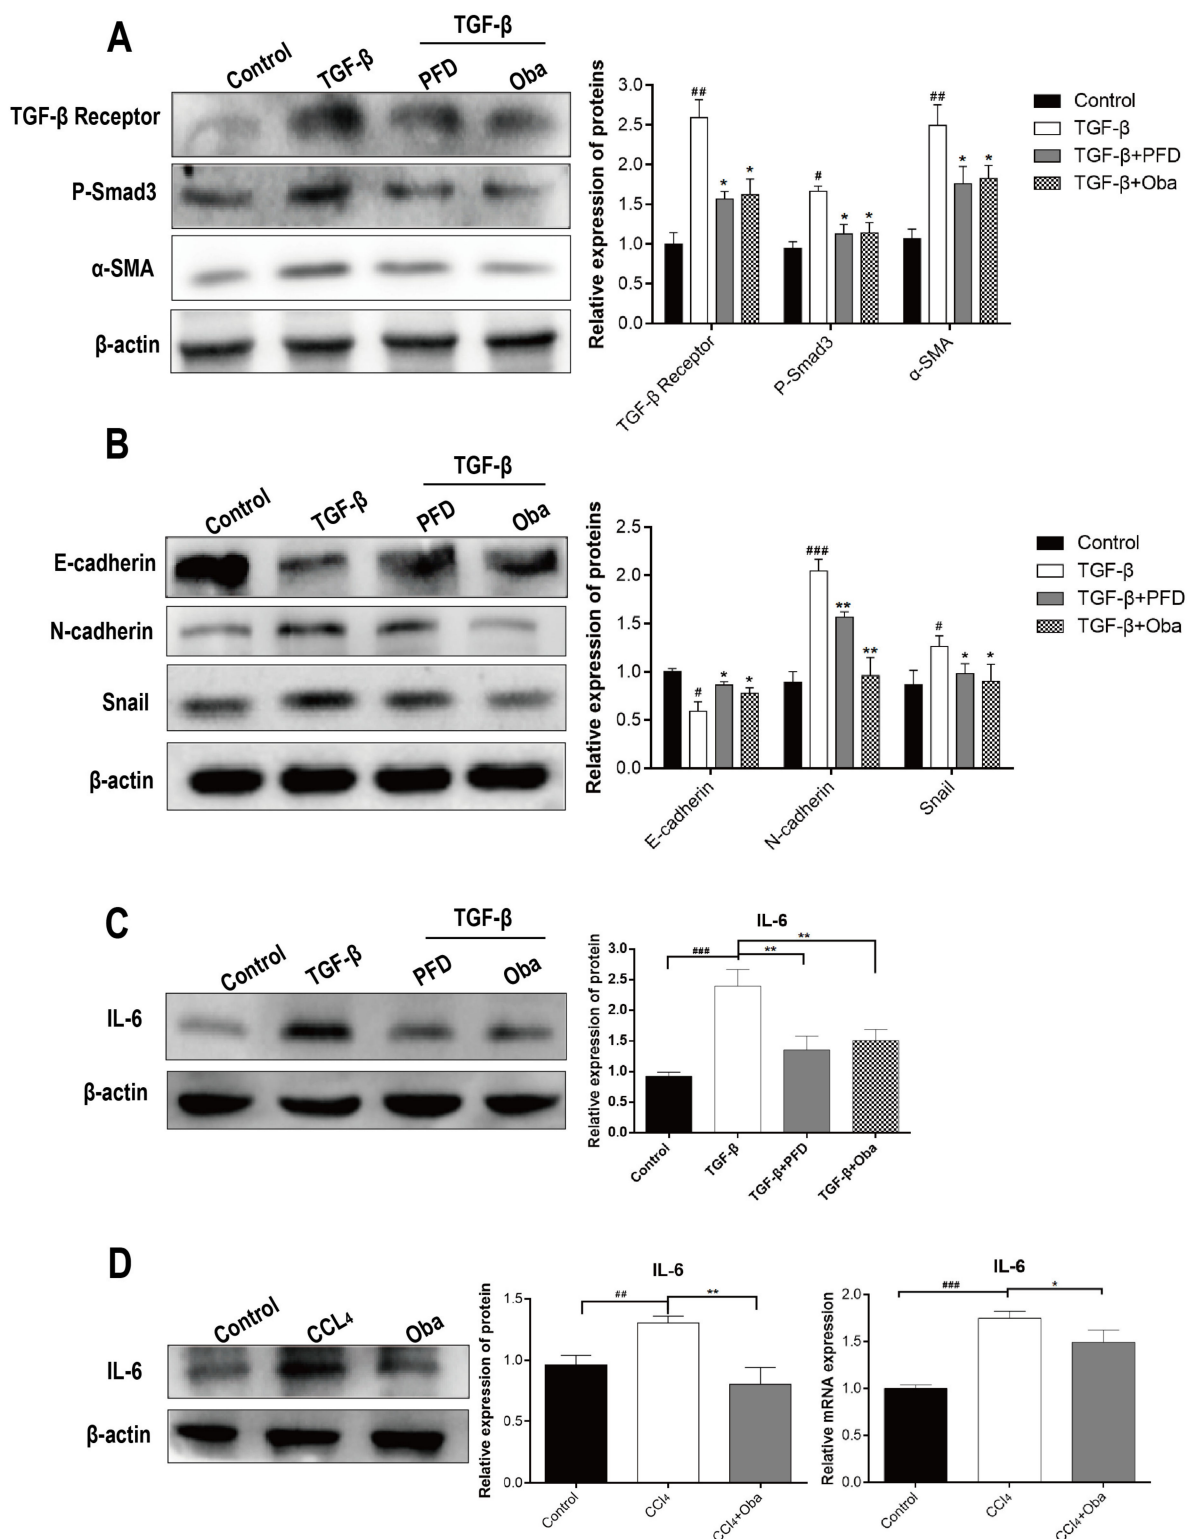 A
TGF-β
Control TGF-β PFD Oba
TGF-β Receptor
P-Smad3
α-SMA
β-actin
Relative expression of proteins
3.0
2.5
2.0
1.5
1.0
0.5
0.0
## * * # * * ## * *
TGF-β Receptor
P-Smad3
α-SMA
Control
TGF-β
TGF-β+PFD
TGF-β+Oba
B
TGF-β
Control TGF-β PFD Oba
E-cadherin
N-cadherin
Snail
β-actin
Relative expression of proteins
2.5
2.0
1.5
1.0
0.5
0.0
# * * ### ** ** # * *
E-cadherin
N-cadherin
Snail
Control
TGF-β
TGF-β+PFD
TGF-β+Oba
C
TGF-β
Control TGF-β PFD Oba
IL-6
β-actin
IL-6
Relative expression of protein
3.0
2.5
2.0
1.5
1.0
0.5
0.0
### ** **
Control
TGF-β
TGF-β+PFD
TGF-β+Oba
D
Control CCL₄ Oba
IL-6
β-actin
IL-6
Relative expression of protein
1.5
1.0
0.5
0.0
## **
Control
CCl₄
CCl₄+Oba
IL-6
Relative mRNA expression
2.0
1.5
1.0
0.5
0.0
### *
Control
CCl₄
CCl₄+Oba